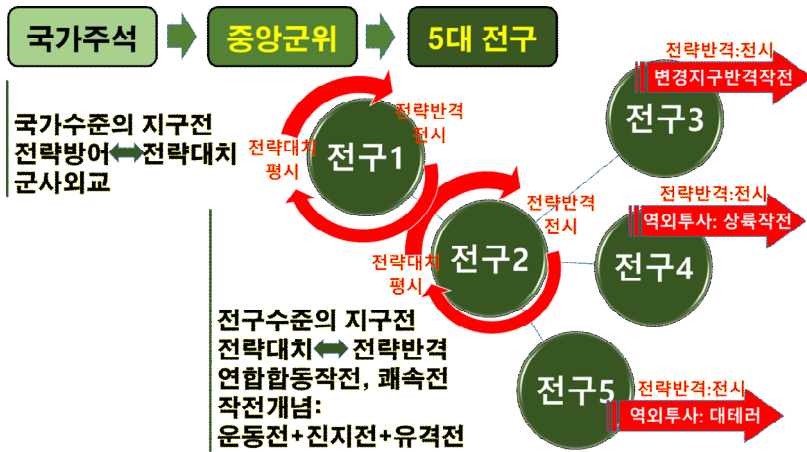 국가주석
중앙군위
5대 전구
국가수준의 지구전
전략방어↔전략대치
군사외교
전략반격
전시
전략대치
평시
전구1
전략반격
전시
전략대치
평시
전구2
전구수준의 지구전
전략대치↔전략반격
연합합동작전, 쾌속전
작전개념:
운동전+진지전+유격전
전략반격:전시
변경지구반격작전
전구3
전략반격:전시
역외투사: 상륙작전
전구4
전략반격:전시
역외투사: 대테러
전구5